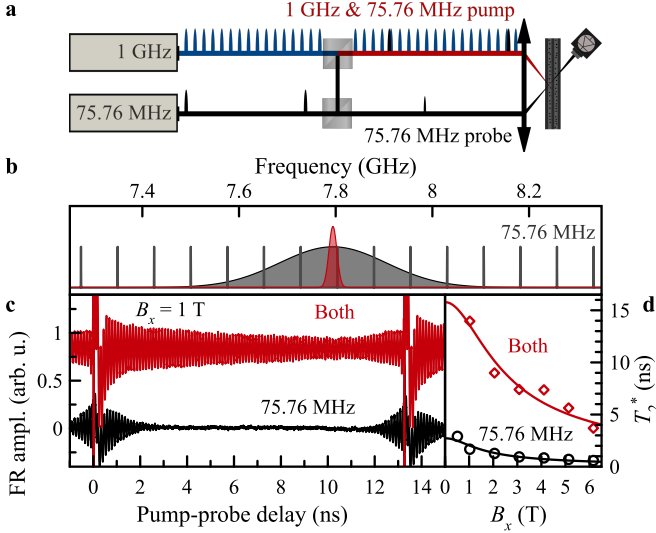 a
1 GHz & 75.76 MHz pump
1 GHz
75.76 MHz
75.76 MHz probe
b
Frequency (GHz)
7.4 7.6 7.8 8 8.2
75.76 MHz
c
d
B_x = 1 T
Both
Both
75.76 MHz
75.76 MHz
FR ampl. (arb. u.)
1
0.5
0
15
10
5
0
T_2^* (ns)
0 2 4 6 8 10 12 14
0 1 2 3 4 5 6
Pump-probe delay (ns)
B_x (T)